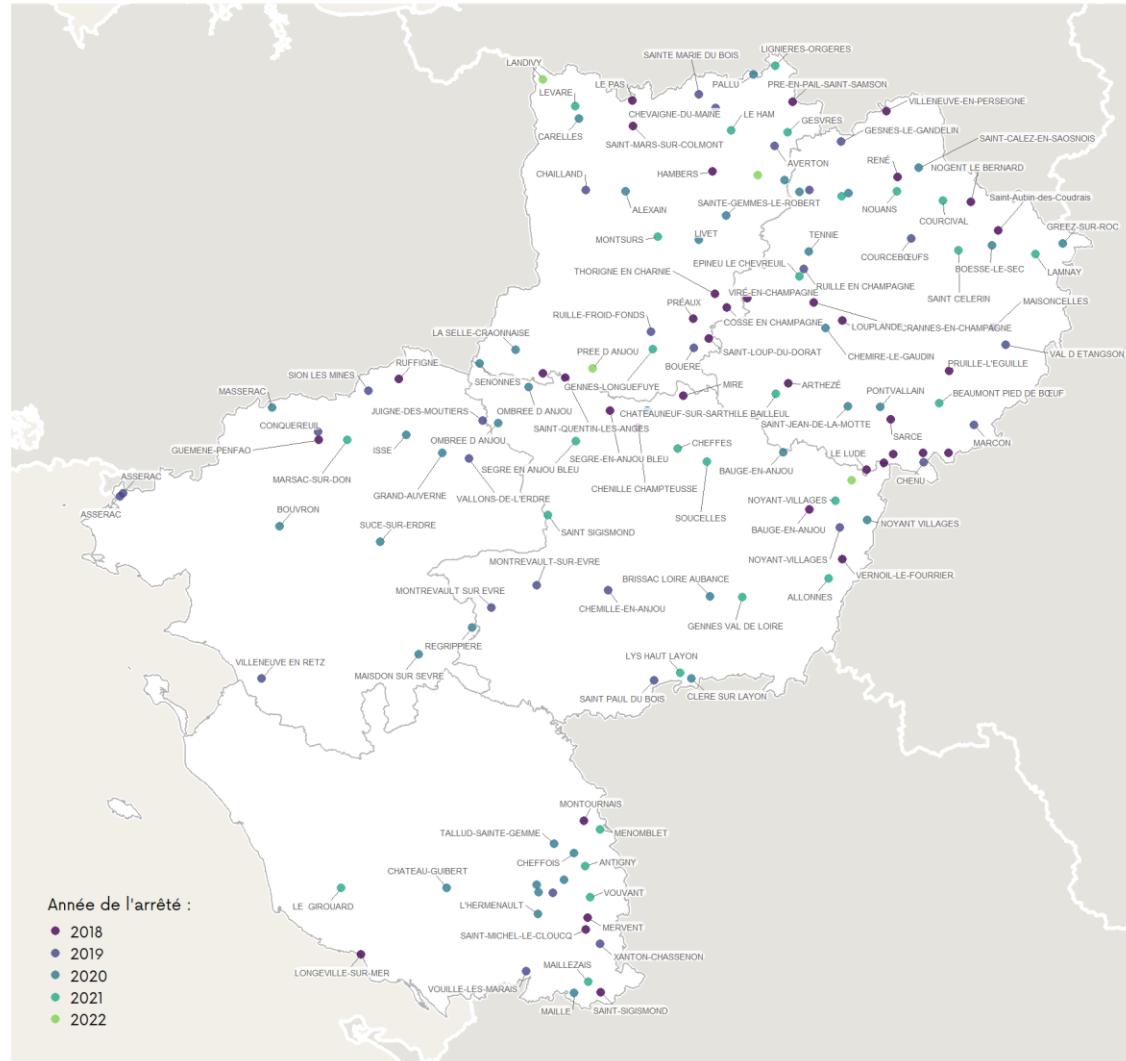 LIGNIERES-ORGERES
SAINTE MARIE DU BOIS
LANDIVY
PALLU
LE PAS
PRE-EN-PAIL-SAINT-SAMSON
LEVARE
VILLENEUVE-EN-PERSEIGNE
CHEVAIGNE-DU-MAINE
LE HAM
GESVRES
GESNES-LE-GANDELIN
CARELLES
SAINT-CALEZ-EN-SAOSNOIS
SAINT-MARS-SUR-COLMONT
AVERTON
RENÉ
NOGENT LE BERNARD
CHAILLAND
HAMBERS
Saint-Aubin-des-Coudrais
ALEXAIN
SAINTE-GEMMES-LE-ROBERT
NOUANS
COURCIVAL
GREEZ-SUR-ROC
MONTSURS
LIVET
TENNIE
COURCEBŒUFS
BOESSE-LE-SEC
LAMNAY
EPINEU LE CHEVREUIL
THORIGNE EN CHARNIE
RUILLE EN CHAMPAGNE
SAINT CELERIN
VIRÉ-EN-CHAMPAGNE
MAISONCELLES
PRÉAUX
RUILLE-FROID-FONDS
COSSE EN CHAMPAGNE
LOUPLANDE
CRANNES-EN-CHAMPAGNE
LA SELLE-CRAONNAISE
PREE D ANJOU
BOUERE
SAINT-LOUP-DU-DORAT
CHEMIRE-LE-GAUDIN
VAL D ETANGSON
RUFFIGNE
PRUILLE-L'EGUILLE
SION LES MINES
SENONNES
GENNES-LONGUEFUYE
MIRE
ARTHEZÉ
PONTVALLAIN
BEAUMONT PIED DE BŒUF
MASSERAC
JUIGNE-DES-MOUTIERS
OMBREE D ANJOU
CHATEAUNEUF-SUR-SARTHE
LE BAILLEUL
SAINT-JEAN-DE-LA-MOTTE
CONQUEREUIL
SAINT-QUENTIN-LES-ANGES
SARCE
MARCON
GUEMENE-PENFAO
ISSE
OMBREE D ANJOU
CHEFFES
SEGRE-EN-ANJOU BLEU
LE LUDE
SEGRE EN ANJOU BLEU
BAUGE-EN-ANJOU
CHENU
ASSERAC
MARSAC-SUR-DON
GRAND-AUVERNE
VALLONS-DE-L'ERDRE
CHENILLE CHAMPTEUSSE
NOYANT-VILLAGES
ASSERAC
BOUVRON
SUCE-SUR-ERDRE
SOUCELLES
NOYANT VILLAGES
SAINT SIGISMOND
BAUGE-EN-ANJOU
MONTREVAULT-SUR-EVRE
NOYANT-VILLAGES
VERNOIL-LE-FOURRIER
BRISSAC LOIRE AUBANCE
MONTREVAULT SUR EVRE
CHEMILLE-EN-ANJOU
ALLONNES
GENNES VAL DE LOIRE
REGRIPPIERE
LYS HAUT LAYON
VILLENEUVE EN RETZ
MAISDON SUR SEVRE
SAINT PAUL DU BOIS
CLERE SUR LAYON
MONTOURNAIS
TALLUD-SAINTE-GEMME
MENOMBLET
CHEFFOIS
ANTIGNY
CHATEAU-GUIBERT
VOUVANT
LE GIROUARD
L'HERMENAULT
MERVENT
SAINT-MICHEL-LE-CLOUCQ
XANTON-CHASSENON
LONGEVILLE-SUR-MER
MAILLEZAIS
VOUILLE-LES-MARAIS
MAILLE
SAINT-SIGISMOND
Année de l'arrêté :
2018
2019
2020
2021
2022